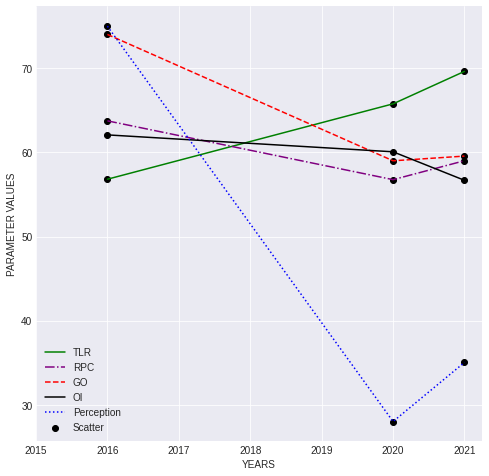 PARAMETER VALUES
70
60
50
40
30
TLR
RPC
GO
OI
Perception
Scatter
2015 2016 2017 2018 2019 2020 2021
YEARS